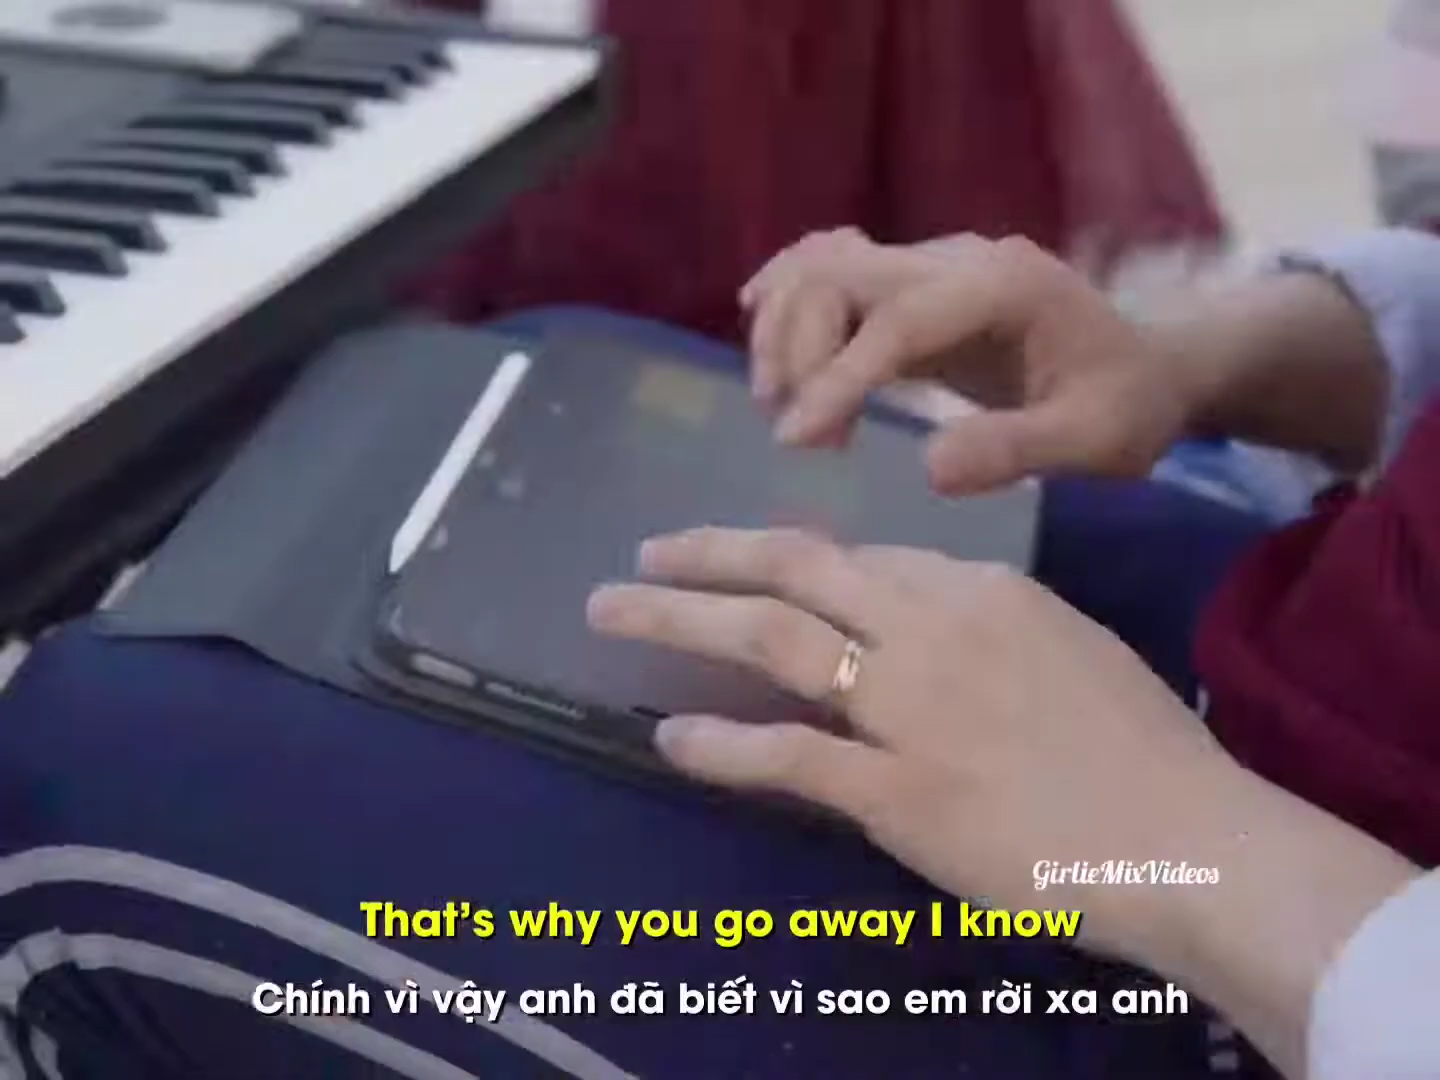 GirlieMixVideos
That's why you go away I know
Chính vì vậy anh đã biết vì sao em rời xa anh